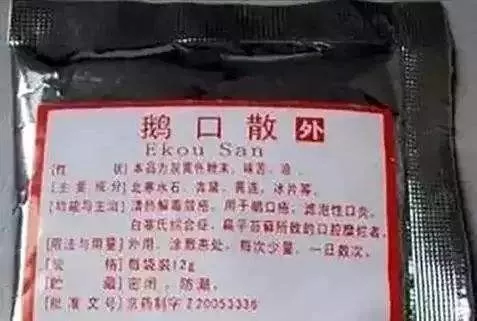 鹅口散 外
Ekou San
[性 状] 本品为灰黄色粉末，味苦、凉
[主要成分] 北寒水石、青黛、黄连、冰片等。
[功能与主治] 清热解毒敛疮，用于鹅口疮、滤泡性口炎、
白塞氏综合症、扁平苔藓所致的口腔糜烂者。
[用法与用量] 外用，涂敷患处，每次少量，一日数次。
[规 格] 每袋装12g
[贮 藏] 密闭，防潮。
[批准文号] 京药制字Z20053336